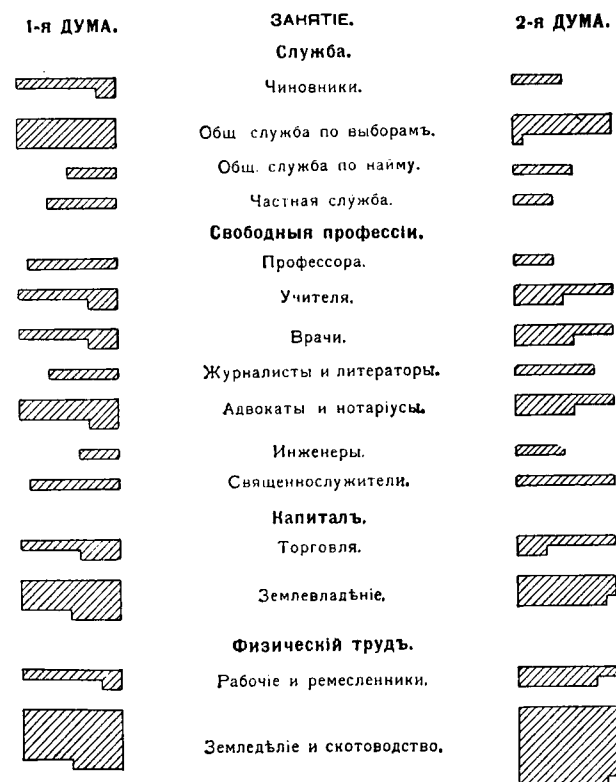 1-я ДУМА. ЗАНЯТІЕ. 2-я ДУМА.
Служба.
Чиновники.
Общ служба по выборамъ.
Общ. служба по найму.
Частная служба.
Свободныя профессіи.
Профессора.
Учителя.
Врачи.
Журналисты и литераторы.
Адвокаты и нотаріусы.
Инженеры.
Священнослужители.
Капиталъ.
Торговля.
Землевладѣніе.
Физическій трудъ.
Рабочіе и ремесленники.
Земледѣліе и скотоводство.